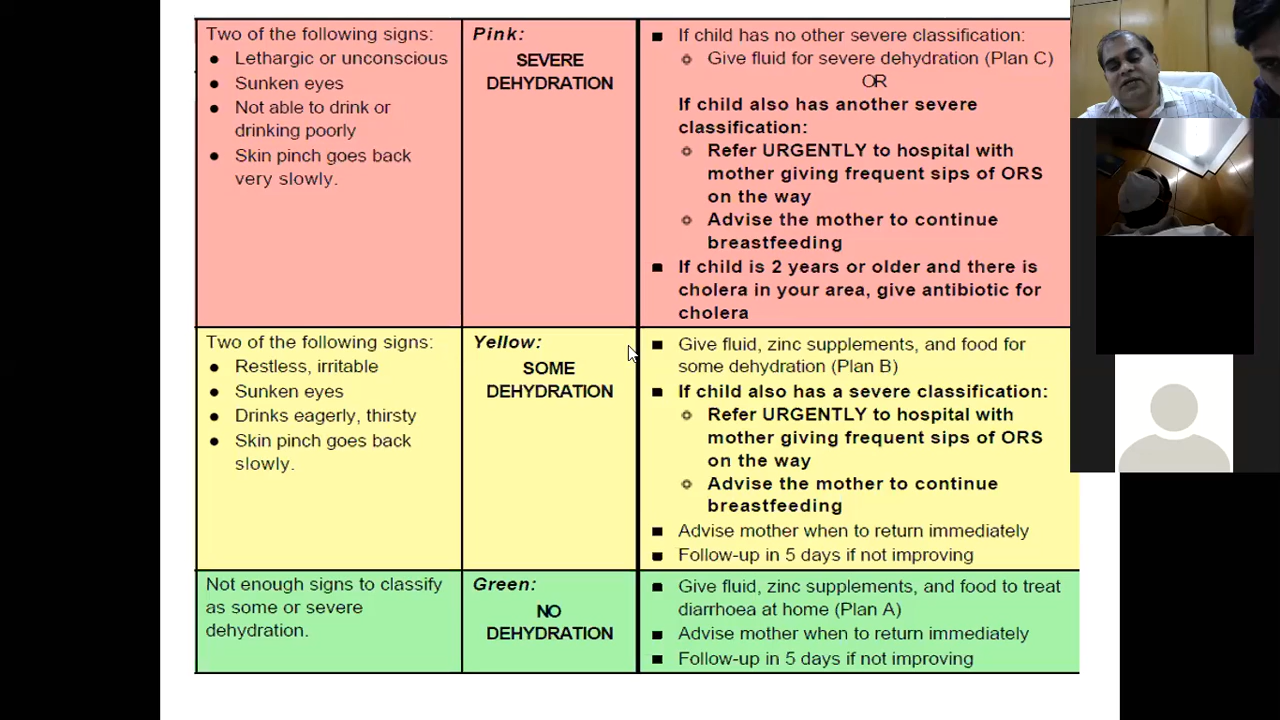 Two of the following signs:
● Lethargic or unconscious
● Sunken eyes
● Not able to drink or
drinking poorly
● Skin pinch goes back
very slowly.
Pink:
SEVERE
DEHYDRATION
■ If child has no other severe classification:
Give fluid for severe dehydration (Plan C)
OR
If child also has another severe
classification:
Refer URGENTLY to hospital with
mother giving frequent sips of ORS
on the way
Advise the mother to continue
breastfeeding
■ If child is 2 years or older and there is
cholera in your area, give antibiotic for
cholera
Two of the following signs:
● Restless, irritable
● Sunken eyes
● Drinks eagerly, thirsty
● Skin pinch goes back
slowly.
Yellow:
SOME
DEHYDRATION
■ Give fluid, zinc supplements, and food for
some dehydration (Plan B)
■ If child also has a severe classification:
Refer URGENTLY to hospital with
mother giving frequent sips of ORS
on the way
Advise the mother to continue
breastfeeding
■ Advise mother when to return immediately
■ Follow-up in 5 days if not improving
Not enough signs to classify
as some or severe
dehydration.
Green:
NO
DEHYDRATION
■ Give fluid, zinc supplements, and food to treat
diarrhoea at home (Plan A)
■ Advise mother when to return immediately
■ Follow-up in 5 days if not improving